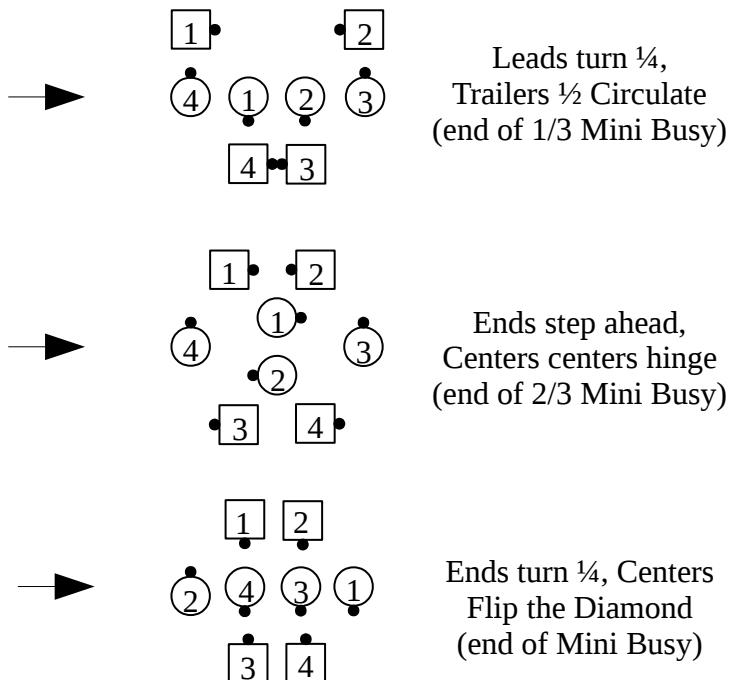 1 2 Leads turn ¼,
4 1 2 3 Trailers ½ Circulate
(end of 1/3 Mini Busy)
4 3
1 2
1 Ends step ahead,
4 3 Centers centers hinge
2 (end of 2/3 Mini Busy)
3 4
1 2
Ends turn ¼, Centers
2 4 3 1 Flip the Diamond
(end of Mini Busy)
3 4